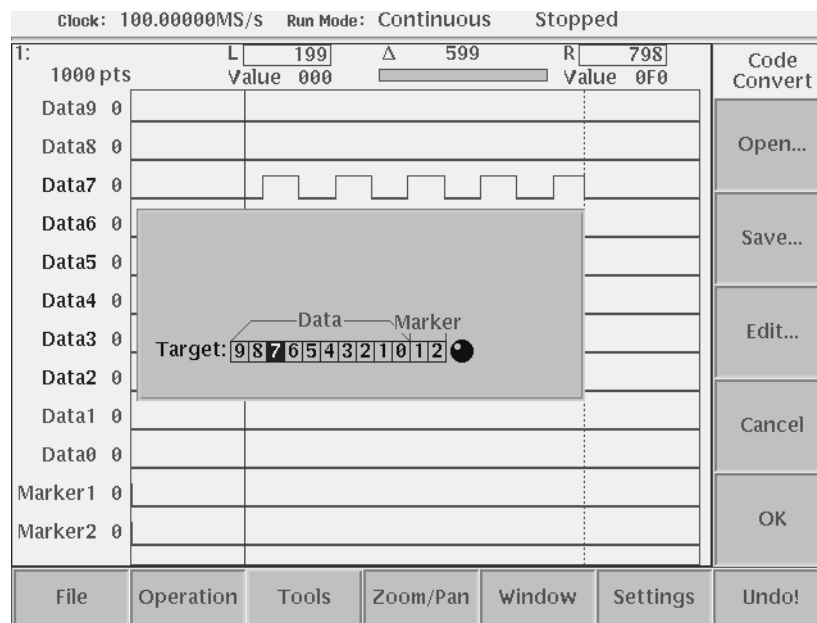 Clock: 100.00000MS/s Run Mode: Continuous Stopped
1: L 199 Δ 599 R 798
1000 pts Value 000 Value 0F0
Code
Convert
Data9 0
Data8 0
Open...
Data7 0
Data6 0
Save...
Data5 0
Data4 0
Data Marker
Data3 0
Edit...
Target: 9 8 7 6 5 4 3 2 1 0 1 2
Data2 0
Data1 0
Cancel
Data0 0
Marker1 0
OK
Marker2 0
File Operation Tools Zoom/Pan Window Settings Undo!